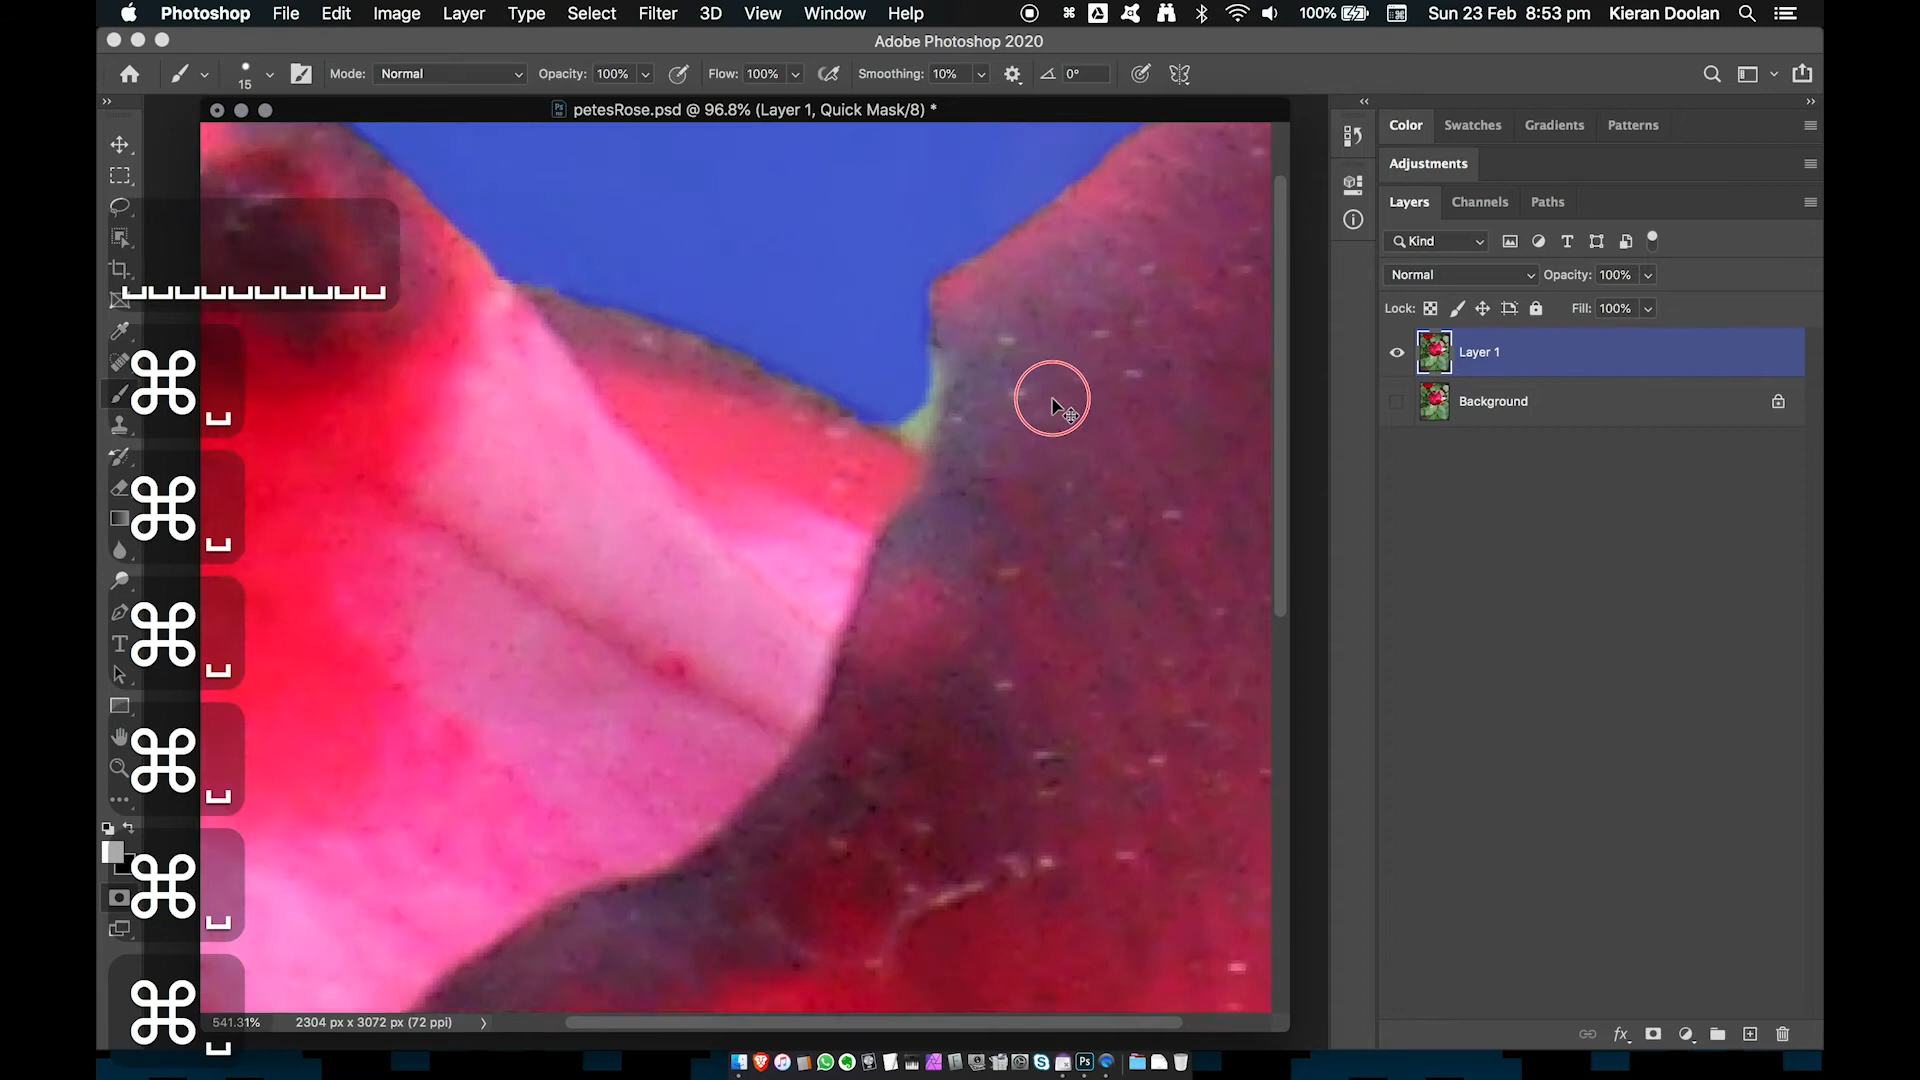 Photoshop File Edit Image Layer Type Select Filter 3D View Window Help 100% Sun 23 Feb 8:53 pm Kieran Doolan
Adobe Photoshop 2020
15 Mode: Normal Opacity: 100% Flow: 100% Smoothing: 10% 0°
petesRose.psd @ 96.8% (Layer 1, Quick Mask/8) *
Color Swatches Gradients Patterns
Adjustments
Layers Channels Paths
Kind
Normal Opacity: 100%
Lock: Fill: 100%
Layer 1
Background
541.31% 2304 px x 3072 px (72 ppi)